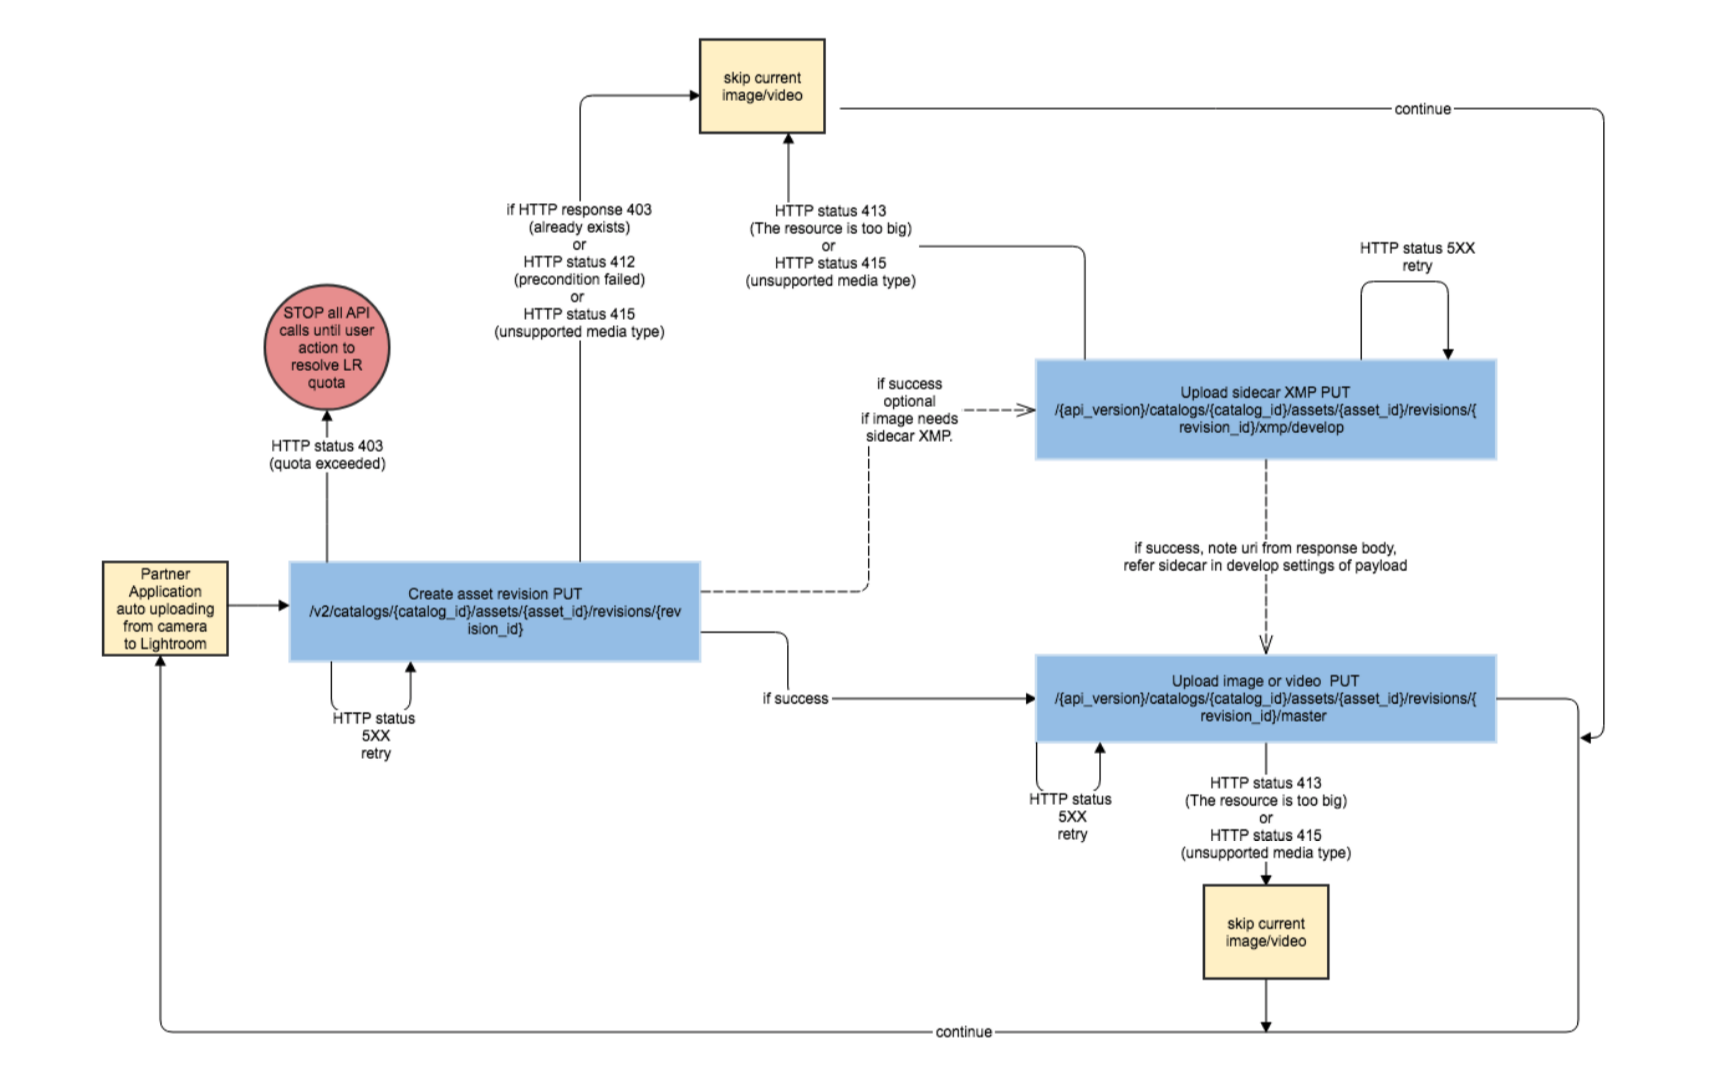 skip current
image/video
continue
if HTTP response 403
(already exists)
or
HTTP status 412
(precondition failed)
or
HTTP status 415
(unsupported media type)
HTTP status 413
(The resource is too big)
or
HTTP status 415
(unsupported media type)
HTTP status 5XX
retry
STOP all API
calls until user
action to
resolve LR
quota
HTTP status 403
(quota exceeded)
if success
optional
if image needs
sidecar XMP.
Upload sidecar XMP PUT
/{api_version}/catalogs/{catalog_id}/assets/{asset_id}/revisions/{
revision_id}/xmp/develop
if success, note uri from response body,
refer sidecar in develop settings of payload
Partner
Application
auto uploading
from camera
to Lightroom
Create asset revision PUT
/v2/catalogs/{catalog_id}/assets/{asset_id}/revisions/{rev
ision_id}
HTTP status
5XX
retry
if success
Upload image or video  PUT
/{api_version}/catalogs/{catalog_id}/assets/{asset_id}/revisions/{
revision_id}/master
HTTP status
5XX
retry
HTTP status 413
(The resource is too big)
or
HTTP status 415
(unsupported media type)
skip current
image/video
continue